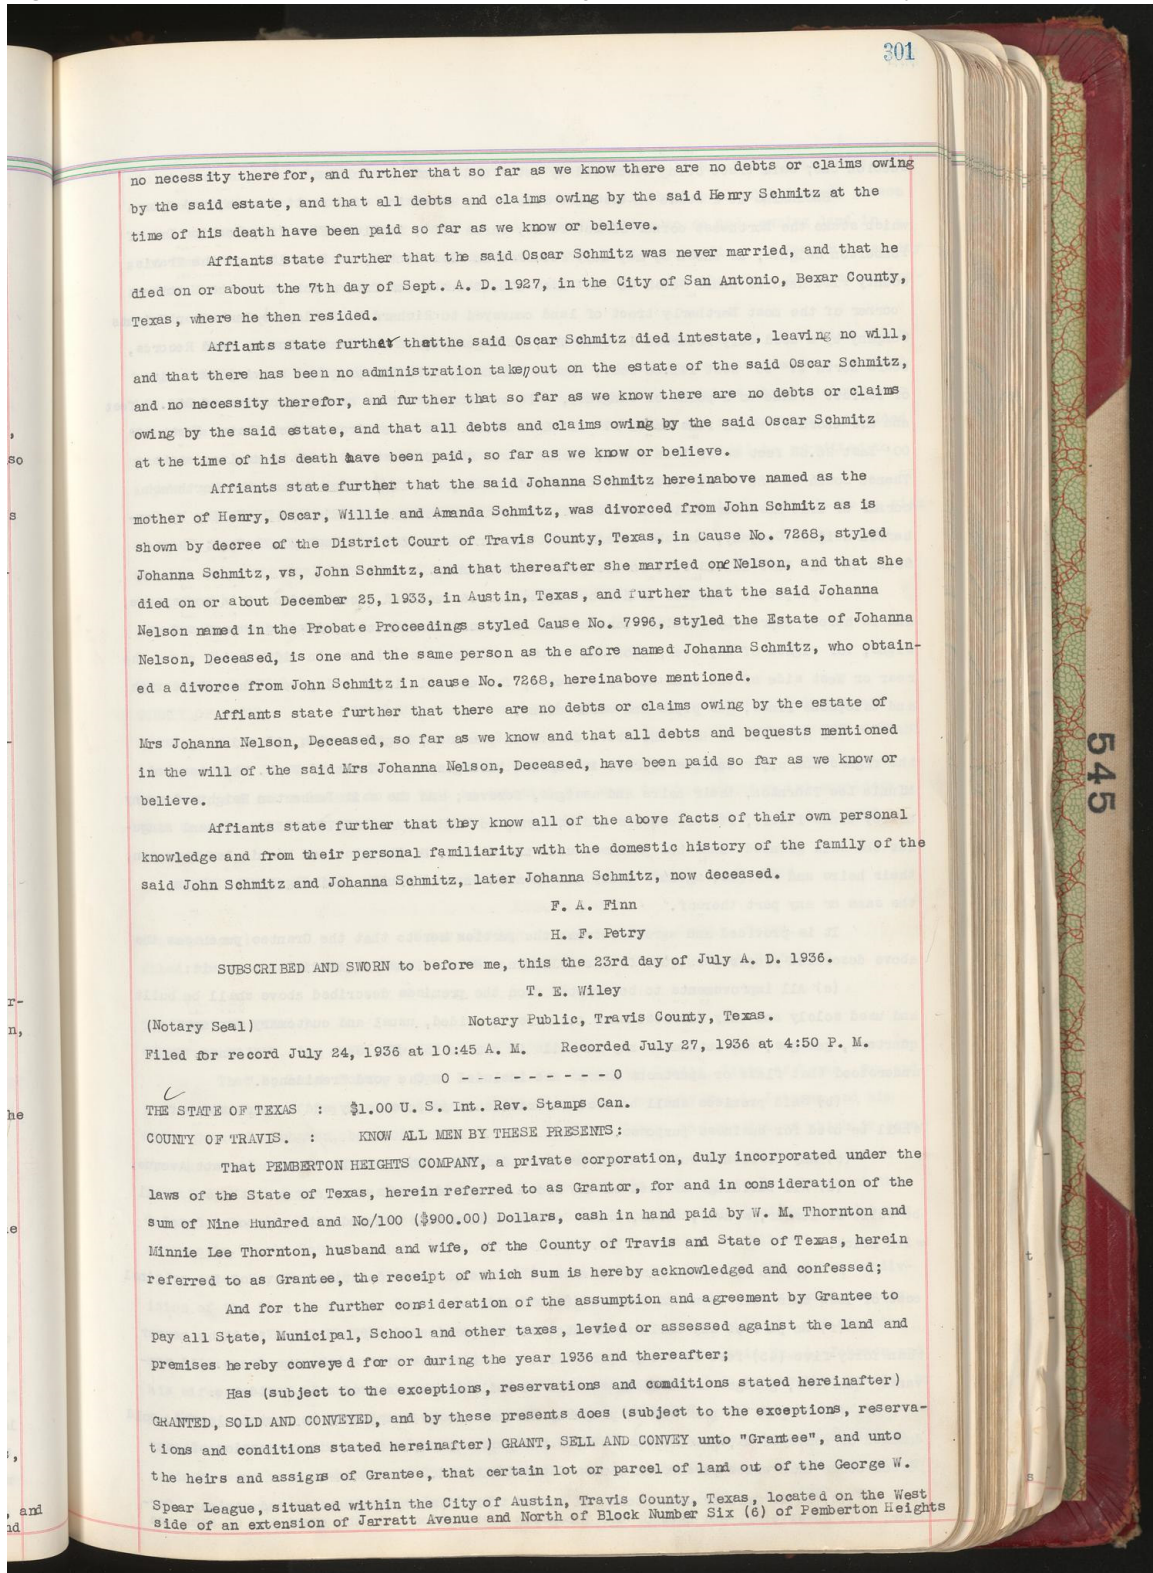 301
no necessity therefor, and further that so far as we know there are no debts or claims owing
by the said estate, and that all debts and claims owing by the said Henry Schmitz at the
time of his death have been paid so far as we know or believe.
Affiants state further that the said Oscar Schmitz was never married, and that he
died on or about the 7th day of Sept. A. D. 1927, in the City of San Antonio, Bexar County,
Texas, where he then resided.
Affiants state further thatthe said Oscar Schmitz died intestate, leaving no will,
and that there has been no administration taken out on the estate of the said Oscar Schmitz,
and no necessity therefor, and further that so far as we know there are no debts or claims
owing by the said estate, and that all debts and claims owing by the said Oscar Schmitz
at the time of his death have been paid, so far as we know or believe.
Affiants state further that the said Johanna Schmitz hereinabove named as the
mother of Henry, Oscar, Willie and Amanda Schmitz, was divorced from John Schmitz as is
shown by decree of the District Court of Travis County, Texas, in Cause No. 7268, styled
Johanna Schmitz, vs, John Schmitz, and that thereafter she married one Nelson, and that she
died on or about December 25, 1933, in Austin, Texas, and further that the said Johanna
Nelson named in the Probate Proceedings styled Cause No. 7996, styled the Estate of Johanna
Nelson, Deceased, is one and the same person as the afore named Johanna Schmitz, who obtain-
ed a divorce from John Schmitz in cause No. 7268, hereinabove mentioned.
Affiants state further that there are no debts or claims owing by the estate of
Mrs Johanna Nelson, Deceased, so far as we know and that all debts and bequests mentioned
in the will of the said Mrs Johanna Nelson, Deceased, have been paid so far as we know or
believe.
Affiants state further that they know all of the above facts of their own personal
knowledge and from their personal familiarity with the domestic history of the family of the
said John Schmitz and Johanna Schmitz, later Johanna Schmitz, now deceased.
F. A. Finn
H. F. Petry
SUBSCRIBED AND SWORN to before me, this the 23rd day of July A. D. 1936.
T. E. Wiley
(Notary Seal) Notary Public, Travis County, Texas.
Filed for record July 24, 1936 at 10:45 A. M. Recorded July 27, 1936 at 4:50 P. M.
0 - - - - - - - - - 0
THE STATE OF TEXAS : $1.00 U. S. Int. Rev. Stamps Can.
COUNTY OF TRAVIS. : KNOW ALL MEN BY THESE PRESENTS;
That PEMBERTON HEIGHTS COMPANY, a private corporation, duly incorporated under the
laws of the State of Texas, herein referred to as Grantor, for and in consideration of the
sum of Nine Hundred and No/100 ($900.00) Dollars, cash in hand paid by W. M. Thornton and
Minnie Lee Thornton, husband and wife, of the County of Travis and State of Texas, herein
referred to as Grantee, the receipt of which sum is hereby acknowledged and confessed;
And for the further consideration of the assumption and agreement by Grantee to
pay all State, Municipal, School and other taxes, levied or assessed against the land and
premises hereby conveyed for or during the year 1936 and thereafter;
Has (subject to the exceptions, reservations and conditions stated hereinafter)
GRANTED, SOLD AND CONVEYED, and by these presents does (subject to the exceptions, reserva-
tions and conditions stated hereinafter) GRANT, SELL AND CONVEY unto "Grantee", and unto
the heirs and assigns of Grantee, that certain lot or parcel of land out of the George W.
Spear League, situated within the City of Austin, Travis County, Texas, located on the West
side of an extension of Jarratt Avenue and North of Block Number Six (6) of Pemberton Heights
545